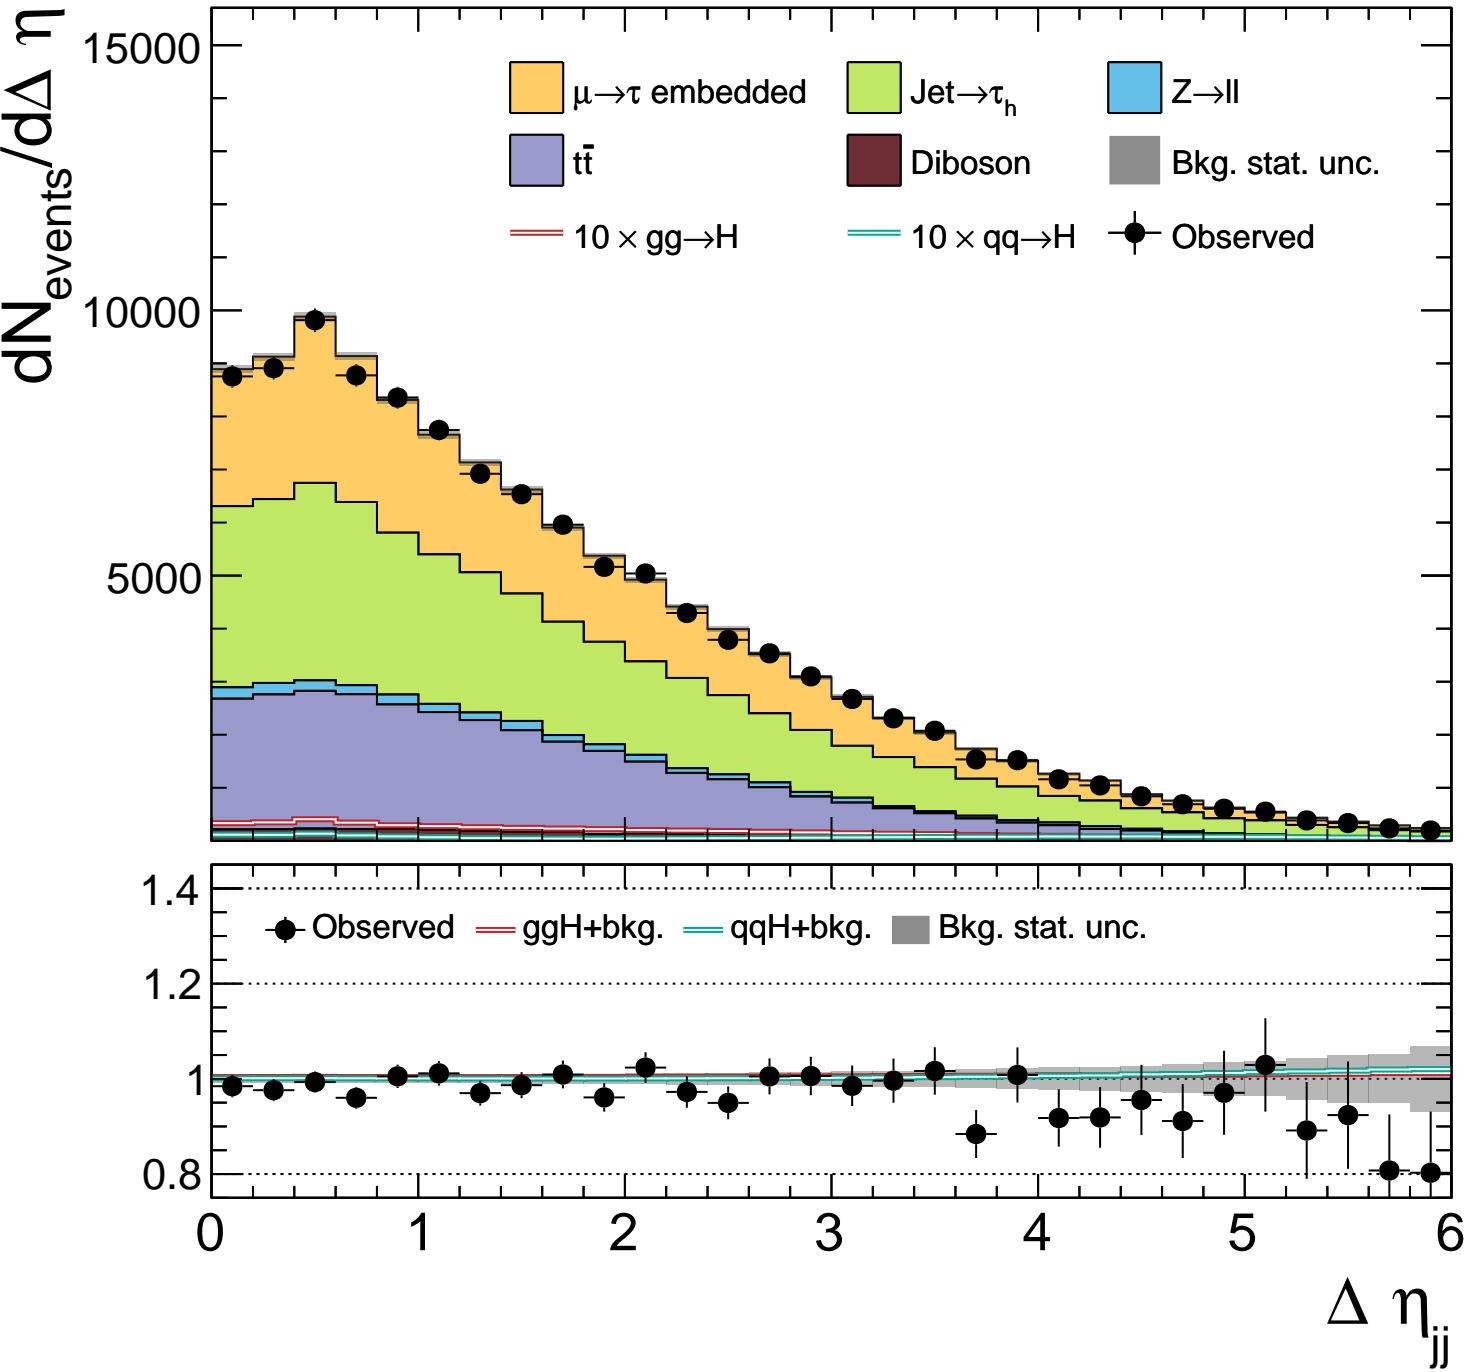 dN_events/dΔ η
15000
10000
5000
μ→τ embedded
Jet→τ_h
Z→ll
tt̄
Diboson
Bkg. stat. unc.
10 × gg→H
10 × qq→H
Observed
1.4
1.2
1
0.8
Observed
ggH+bkg.
qqH+bkg.
Bkg. stat. unc.
0 1 2 3 4 5 6
Δ η_jj